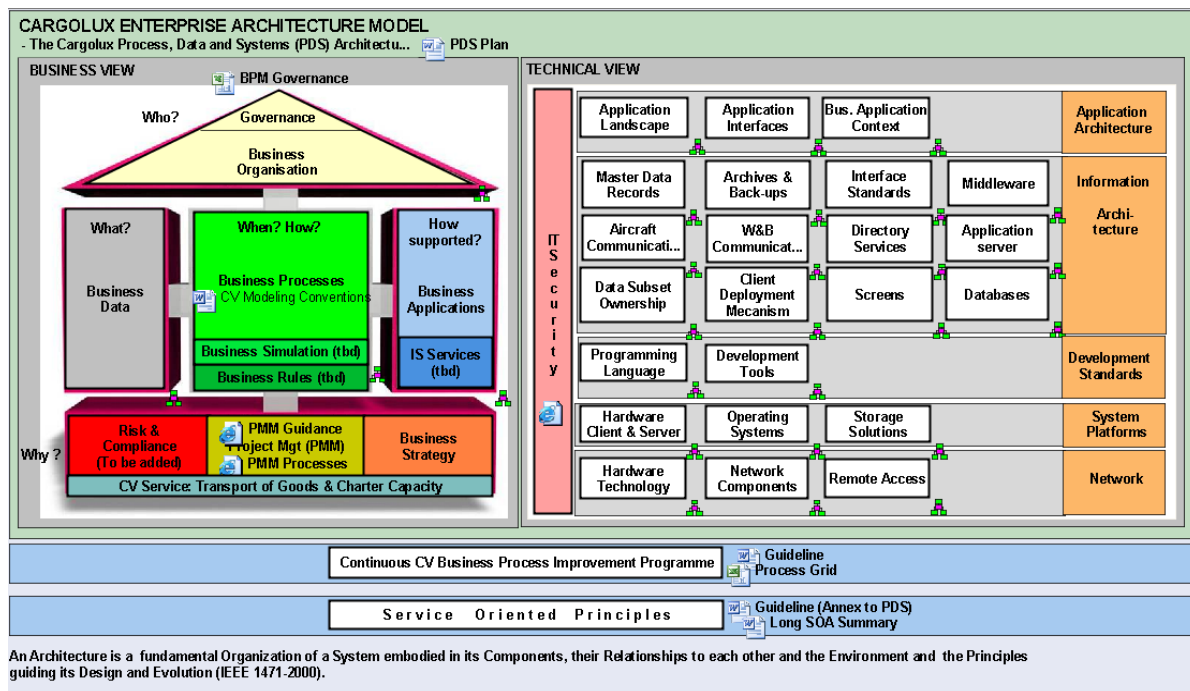 CARGOLUX ENTERPRISE ARCHITECTURE MODEL
- The Cargolux Process, Data and Systems (PDS) Architectu...
PDS Plan
BUSINESS VIEW
BPM Governance
Who?
Governance
Business
Organisation
What?
Business
Data
When? How?
Business Processes
CV Modeling Conventions
Business Simulation (tbd)
Business Rules (tbd)
How
supported?
Business
Applications
IS Services
(tbd)
Why ?
Risk &
Compliance
(To be added)
PMM Guidance
Project Mgt (PMM)
PMM Processes
Business
Strategy
CV Service: Transport of Goods & Charter Capacity
TECHNICAL VIEW
IT Security
Application
Landscape
Application
Interfaces
Bus. Application
Context
Application
Architecture
Master Data
Records
Archives &
Back-ups
Interface
Standards
Middleware
Information
Archi-
tecture
Aircraft
Communicati...
W&B
Communicat...
Directory
Services
Application
server
Data Subset
Ownership
Client
Deployment
Mecanism
Screens
Databases
Programming
Language
Development
Tools
Development
Standards
Hardware
Client & Server
Operating
Systems
Storage
Solutions
System
Platforms
Hardware
Technology
Network
Components
Remote Access
Network
Continuous CV Business Process Improvement Programme
Guideline
Process Grid
Service Oriented Principles
Guideline (Annex to PDS)
Long SOA Summary
An Architecture is a fundamental Organization of a System embodied in its Components, their Relationships to each other and the Environment and the Principles
guiding its Design and Evolution (IEEE 1471-2000).